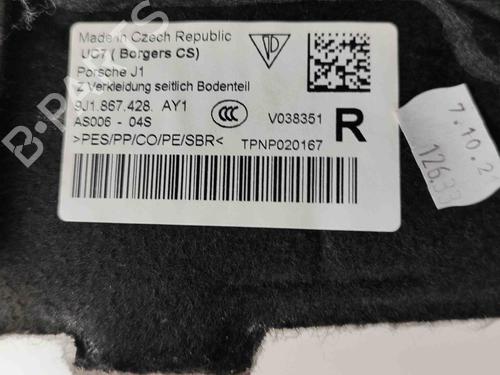 Made in Czech Republic
UC7 ( Borgers CS)
Porsche J1
Z Verkleidung seitlich Bodenteil
9J1.867.428. AY1
AS006 - 04S
CCC
V038351
R
>PES/PP/CO/PE/SBR<
TPNP020167
7.10.2
12633
B-PARTS